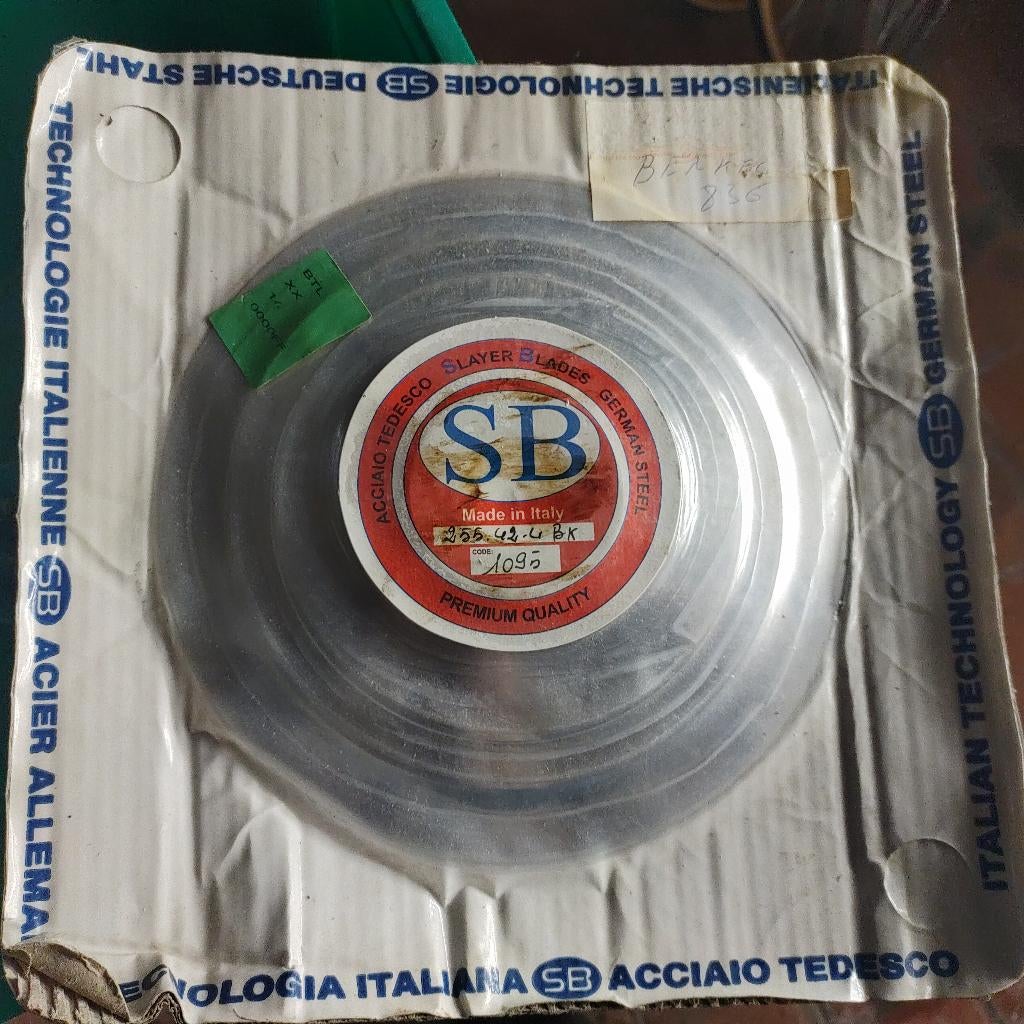 ITALIENISCHE TECHNOLOGIE SB DEUTSCHE STAHL
TECHNOLOGIE ITALIENNE SB ACIER ALLEMA
BERKEL
836
BTL
XX
ACCIAIO TEDESCO SLAYER BLADES GERMAN STEEL
SB
Made in Italy
255-42-4 BK
CODE:
1095
PREMIUM QUALITY
ITALIAN TECHNOLOGY SB GERMAN STEEL
TECNOLOGIA ITALIANA SB ACCIAIO TEDESCO